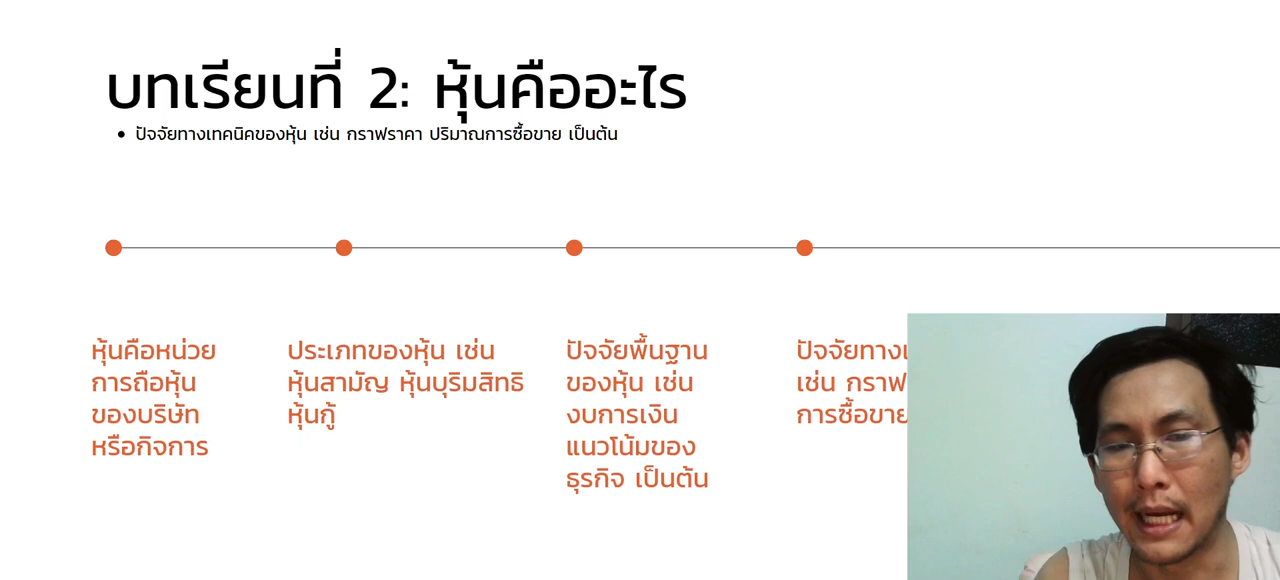 บทเรียนที่ 2: หุ้นคืออะไร
• ปัจจัยทางเทคนิคของหุ้น เช่น กราฟราคา ปริมาณการซื้อขาย เป็นต้น
หุ้นคือหน่วย
การถือหุ้น
ของบริษัท
หรือกิจการ
ประเภทของหุ้น เช่น
หุ้นสามัญ หุ้นบุริมสิทธิ
หุ้นกู้
ปัจจัยพื้นฐาน
ของหุ้น เช่น
งบการเงิน
แนวโน้มของ
ธุรกิจ เป็นต้น
ปัจจัยทาง
เช่น กราฟ
การซื้อขาย